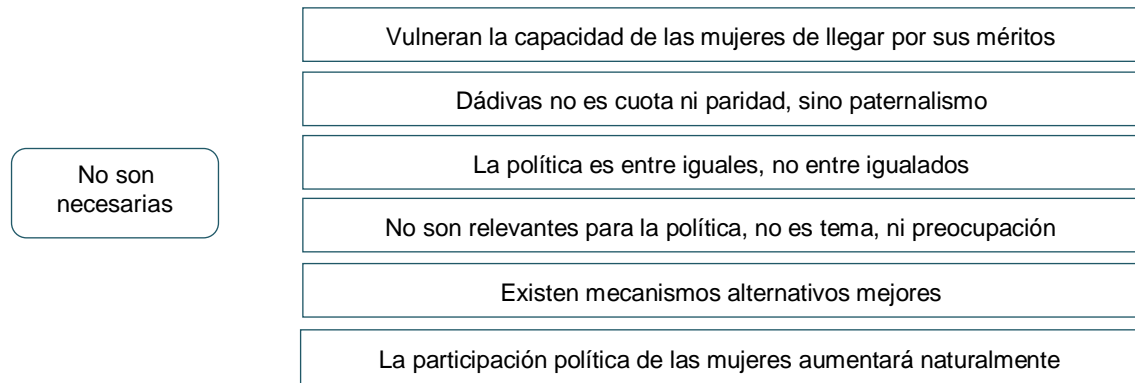 No son
necesarias
Vulneran la capacidad de las mujeres de llegar por sus méritos
Dádivas no es cuota ni paridad, sino paternalismo
La política es entre iguales, no entre igualados
No son relevantes para la política, no es tema, ni preocupación
Existen mecanismos alternativos mejores
La participación política de las mujeres aumentará naturalmente